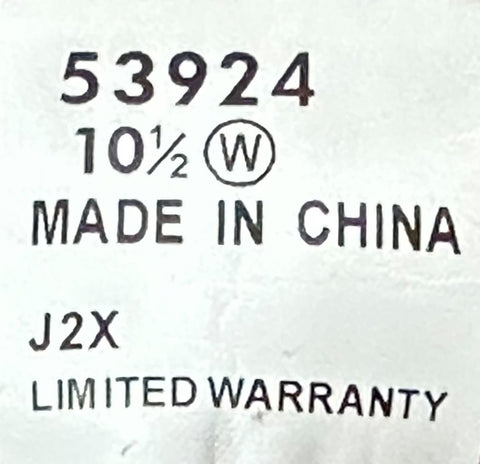 53924
10½ Ⓦ
MADE IN CHINA
J2X
LIMITED WARRANTY